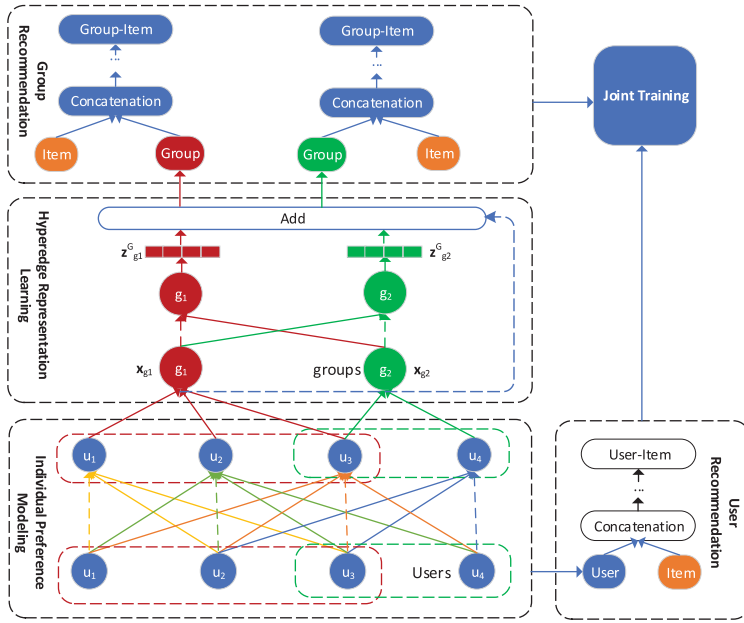 Group
Recommendation
Group-Item
...
Concatenation
Item
Group
Group-Item
...
Concatenation
Group
Item
Joint Training
Hyperedge Representation
Learning
Add
z^G_g1
z^G_g2
g1
g2
x_g1
g1
groups
g2
x_g2
Individual Preference
Modeling
u1
u2
u3
u4
u1
u2
u3
Users
u4
User
Recommendation
User-Item
...
Concatenation
User
Item